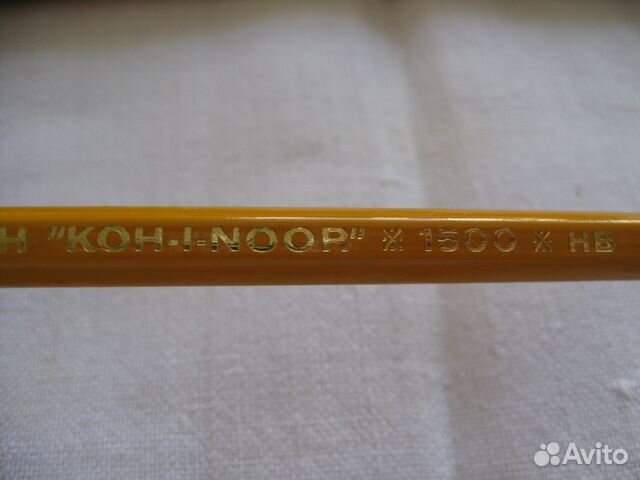 H "KOH-I-NOOR" ⁎ 1500 ⁎ HB
Avito